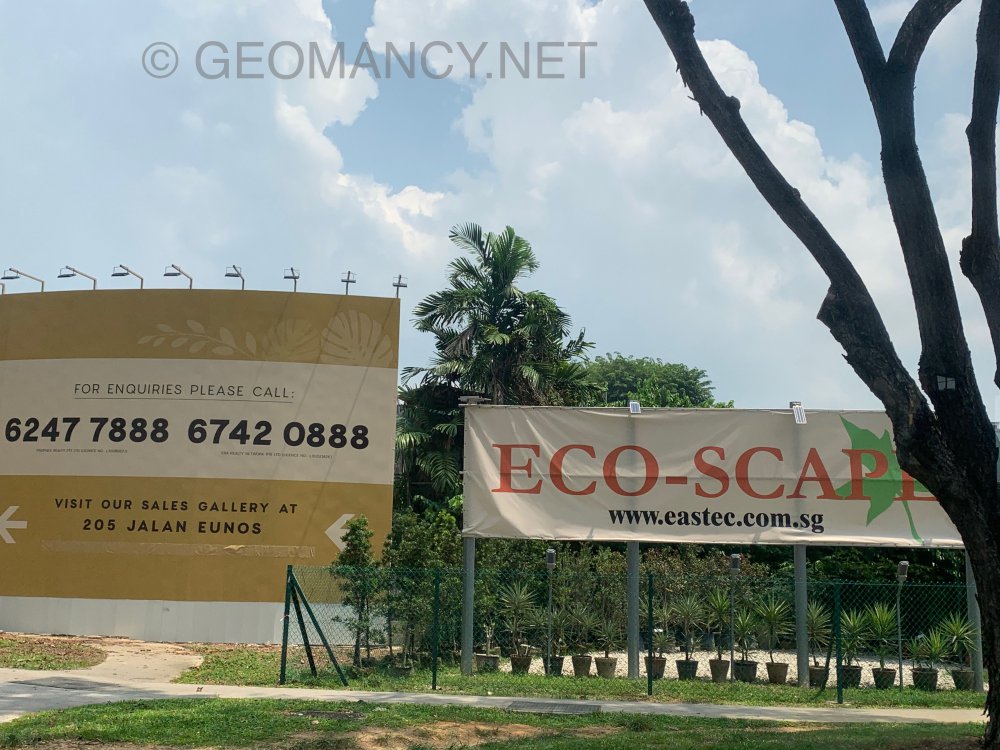 © GEOMANCY.NET
FOR ENQUIRIES PLEASE CALL:
6247 7888 6742 0888
VISIT OUR SALES GALLERY AT
205 JALAN EUNOS
ECO-SCAPE
www.eastec.com.sg